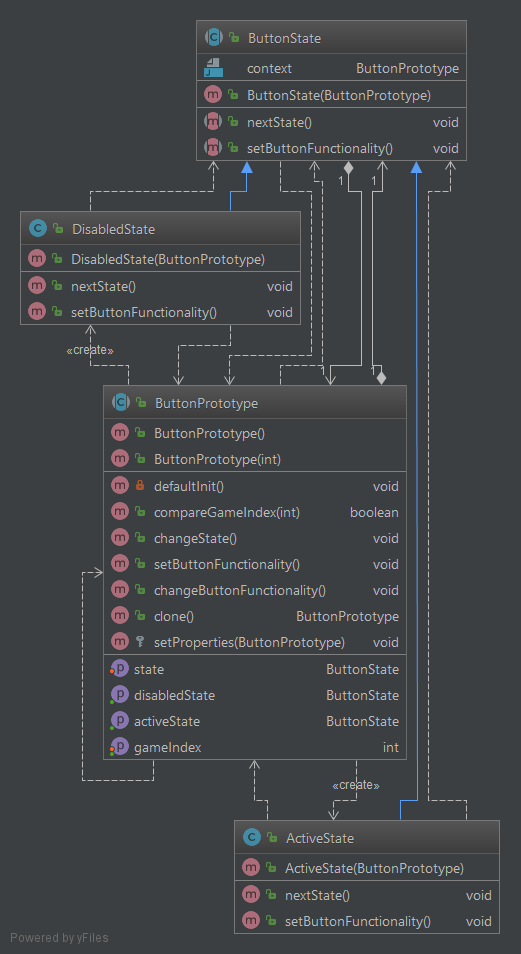 ButtonState
context ButtonPrototype
ButtonState(ButtonPrototype)
nextState() void
setButtonFunctionality() void
1 1
DisabledState
DisabledState(ButtonPrototype)
nextState() void
setButtonFunctionality() void
«create»
1 1
ButtonPrototype
ButtonPrototype()
ButtonPrototype(int)
defaultInit() void
compareGameIndex(int) boolean
changeState() void
setButtonFunctionality() void
changeButtonFunctionality() void
clone() ButtonPrototype
setProperties(ButtonPrototype) void
state ButtonState
disabledState ButtonState
activeState ButtonState
gameIndex int
«create»
ActiveState
ActiveState(ButtonPrototype)
nextState() void
setButtonFunctionality() void
Powered by yFiles